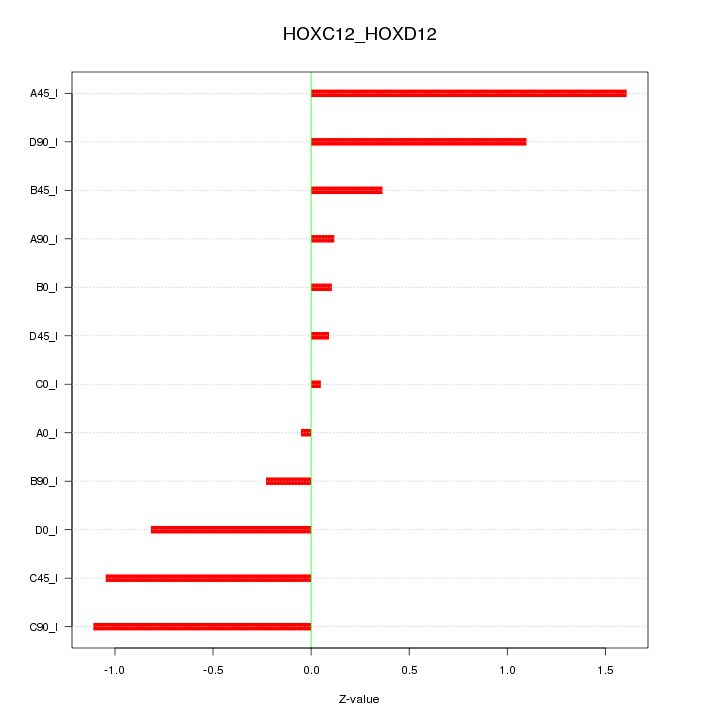 HOXC12_HOXD12
A45_I
D90_I
B45_I
A90_I
B0_I
D45_I
C0_I
A0_I
B90_I
D0_I
C45_I
C90_I
-1.0 -0.5 0.0 0.5 1.0 1.5
Z-value